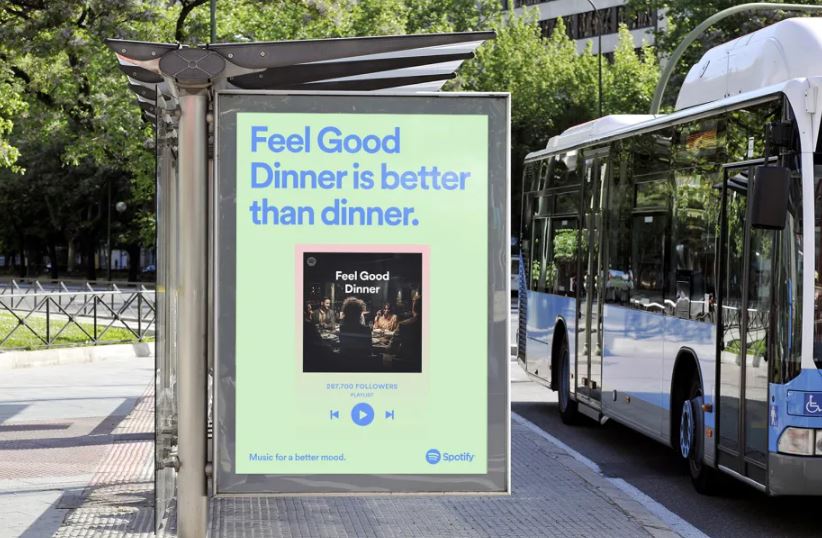 Feel Good
Dinner is better
than dinner.
Feel Good
Dinner
267,700 FOLLOWERS
PLAYLIST
Music for a better mood.
Spotify